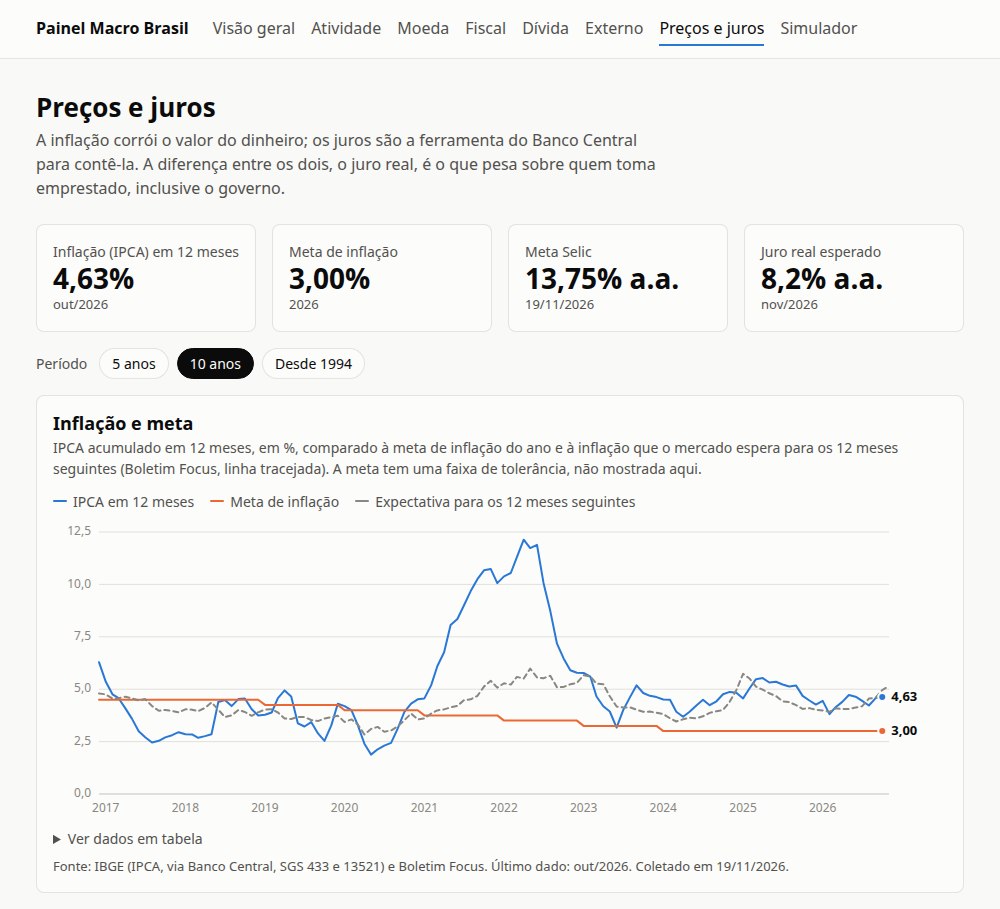 Painel Macro Brasil Visão geral Atividade Moeda Fiscal Dívida Externo Preços e juros Simulador
Preços e juros
A inflação corrói o valor do dinheiro; os juros são a ferramenta do Banco Central
para contê-la. A diferença entre os dois, o juro real, é o que pesa sobre quem toma
emprestado, inclusive o governo.
Inflação (IPCA) em 12 meses
4,63%
out/2026
Meta de inflação
3,00%
2026
Meta Selic
13,75% a.a.
19/11/2026
Juro real esperado
8,2% a.a.
nov/2026
Período 5 anos 10 anos Desde 1994
Inflação e meta
IPCA acumulado em 12 meses, em %, comparado à meta de inflação do ano e à inflação que o mercado espera para os 12 meses
seguintes (Boletim Focus, linha tracejada). A meta tem uma faixa de tolerância, não mostrada aqui.
IPCA em 12 meses Meta de inflação Expectativa para os 12 meses seguintes
12,5
10,0
7,5
5,0
4,63
3,00
2,5
0,0
2017 2018 2019 2020 2021 2022 2023 2024 2025 2026
Ver dados em tabela
Fonte: IBGE (IPCA, via Banco Central, SGS 433 e 13521) e Boletim Focus. Último dado: out/2026. Coletado em 19/11/2026.